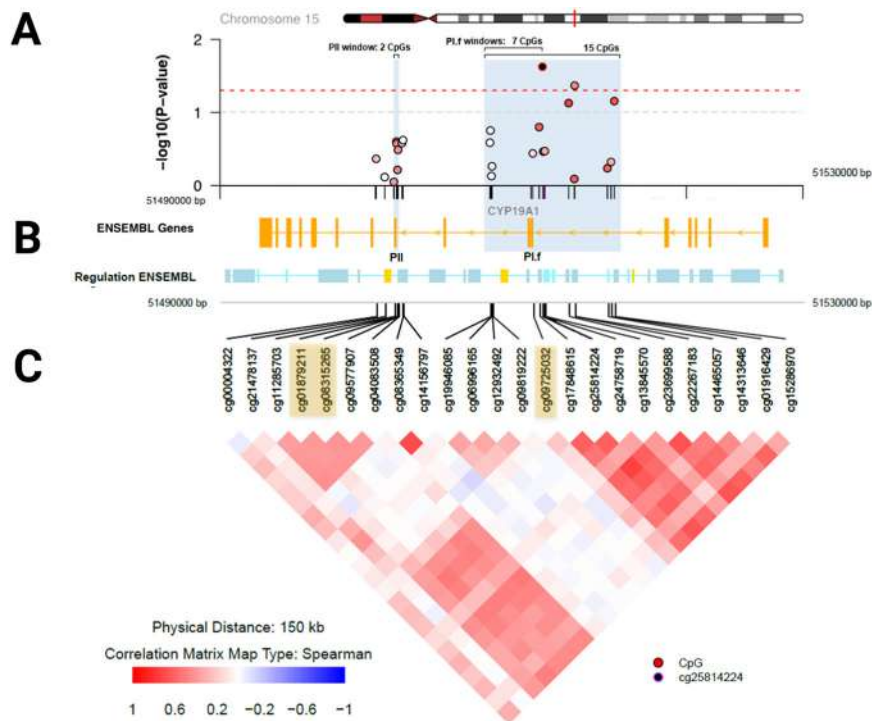 Chromosome 15
A
PII window: 2 CpGs
PI.f windows: 7 CpGs
15 CpGs
2
1
0
-log10(P-value)
51490000 bp
51530000 bp
CYP19A1
B
ENSEMBL Genes
PII
PI.f
Regulation ENSEMBL
51490000 bp
51530000 bp
C
cg00004322
cg21478137
cg11285703
cg01879211
cg08315265
cg09577907
cg04083508
cg08365349
cg14156797
cg19946085
cg06996165
cg12932492
cg09819222
cg09725032
cg17848615
cg25814224
cg24758719
cg13845570
cg23699588
cg22267183
cg14465057
cg14313646
cg01916429
cg15286970
Physical Distance: 150 kb
Correlation Matrix Map Type: Spearman
1 0.6 0.2 -0.2 -0.6 -1
CpG
cg25814224